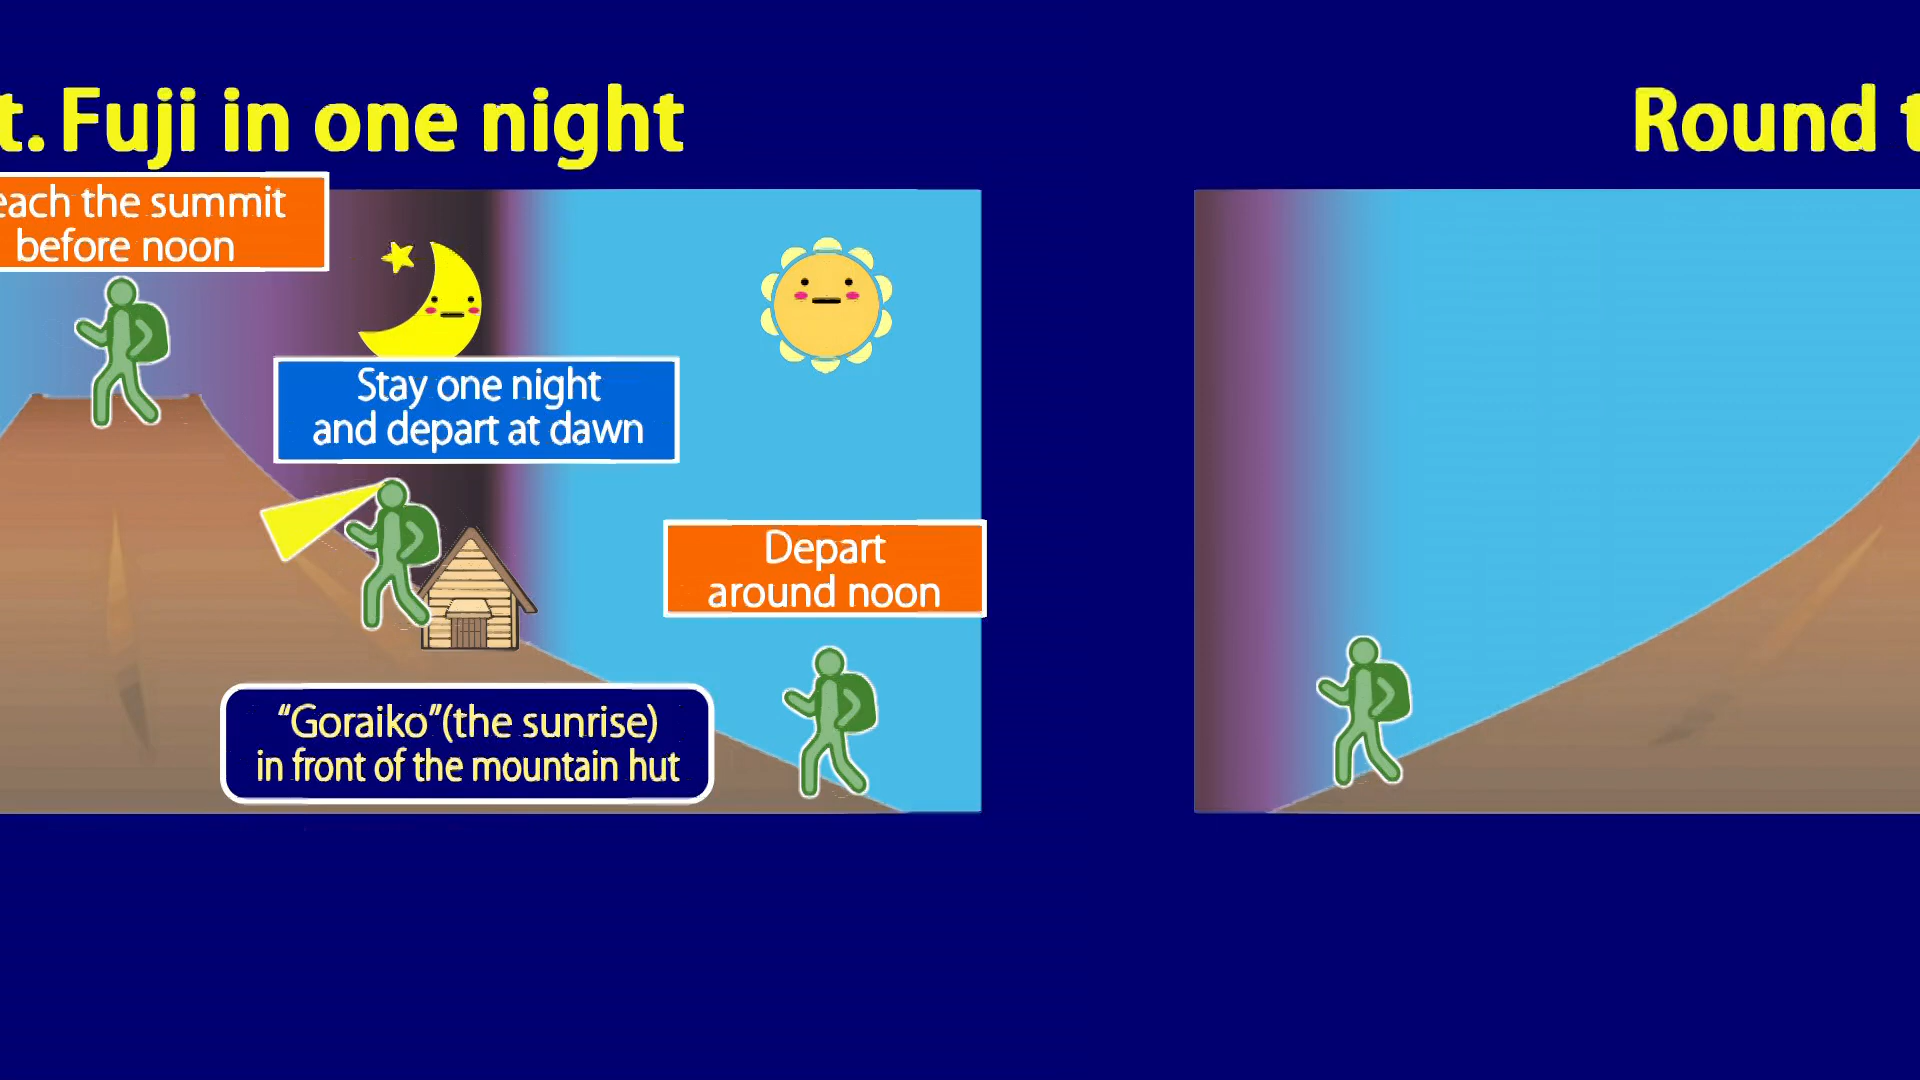 t. Fuji in one night
Round t
each the summit
before noon
Stay one night
and depart at dawn
Depart
around noon
“Goraiko”(the sunrise)
in front of the mountain hut